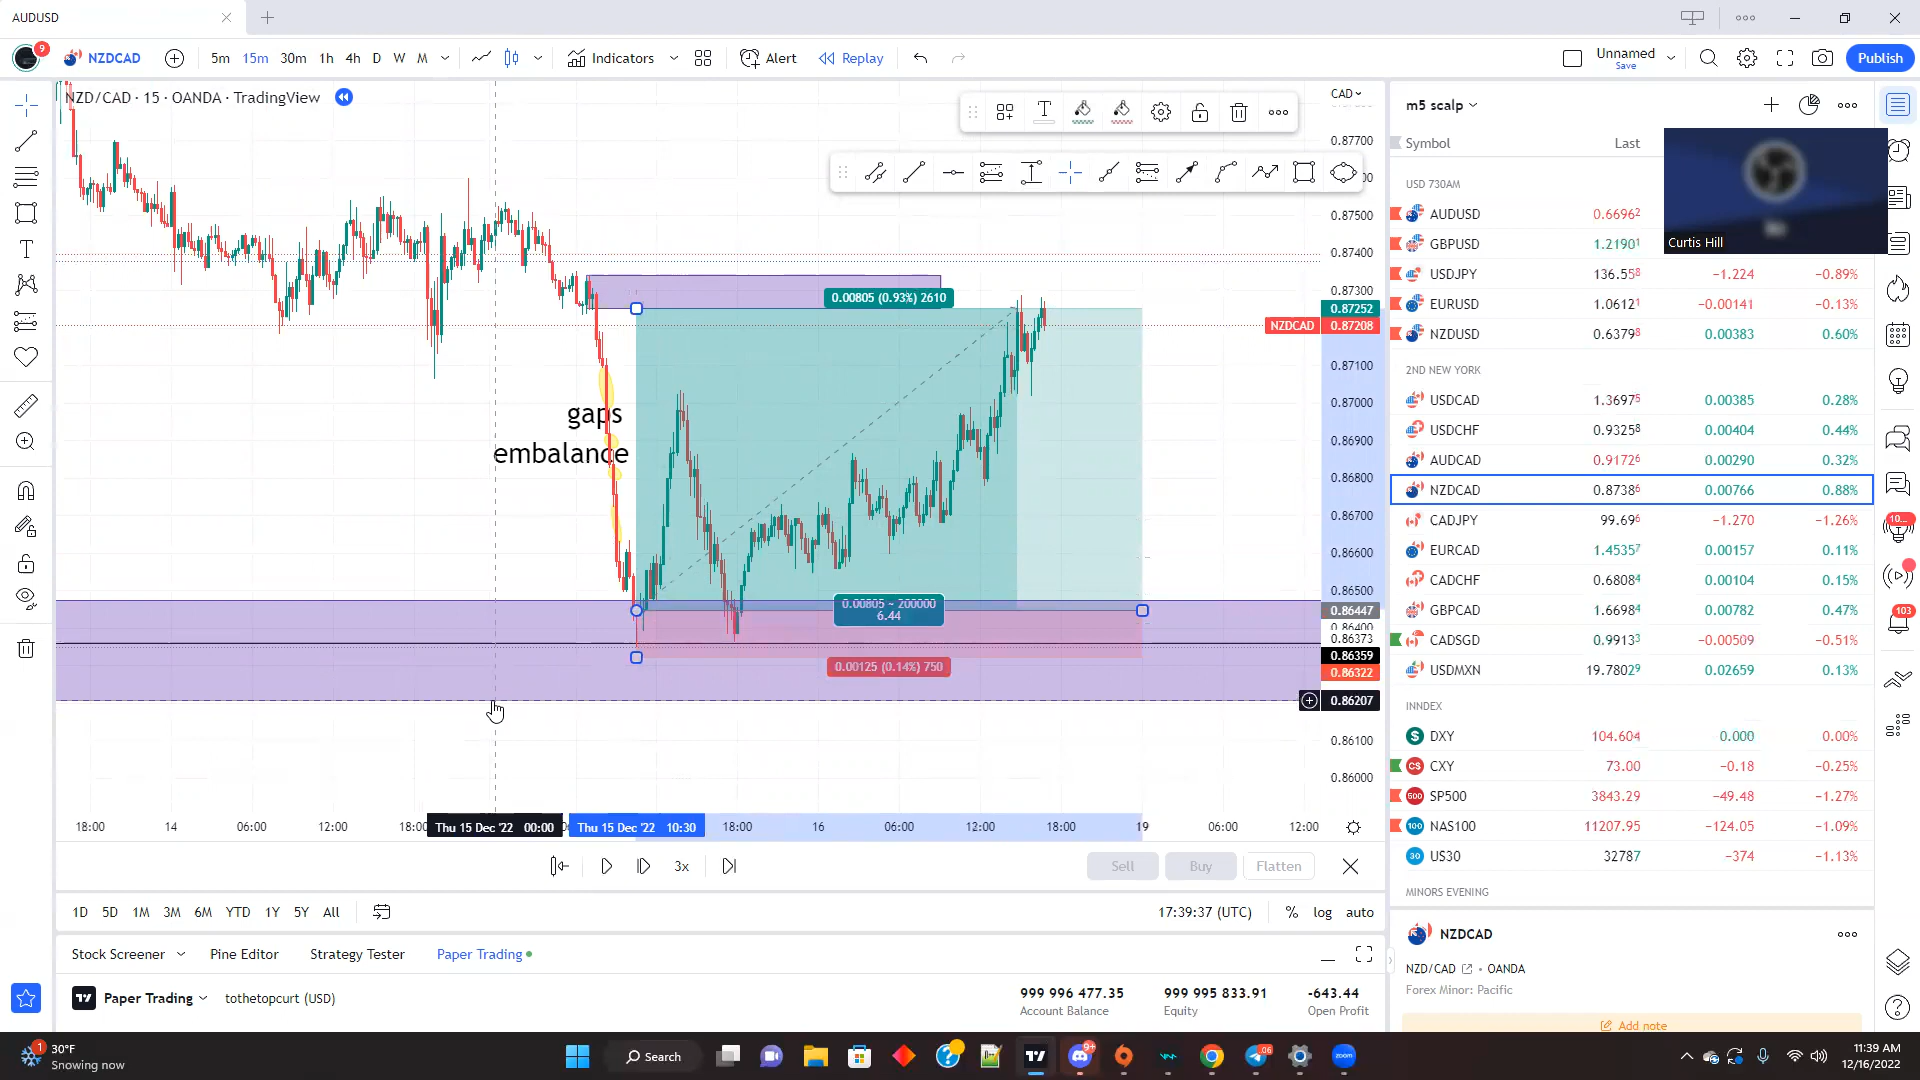 AUDUSD
9
NZDCAD
5m 15m 30m 1h 4h D W M
Indicators
Alert
Replay
Unnamed
Save
Publish
NZD/CAD · 15 · OANDA · TradingView
CAD
0.87700
0.87500
0.87400
0.87300
0.87252
NZDCAD 0.87208
0.87100
0.87000
0.86900
0.86800
0.86700
0.86600
0.86500
0.86447
0.86400
0.86373
0.86359
0.86322
0.86207
0.86100
0.86000
0.00805 (0.93%) 2610
gaps
embalance
0.00805 ~ 200000
6.44
0.00125 (0.14%) 750
18:00 14 06:00 12:00 18:00 Thu 15 Dec '22 00:00 Thu 15 Dec '22 10:30 18:00 16 06:00 12:00 18:00 19 06:00 12:00
3x
Sell Buy Flatten
1D 5D 1M 3M 6M YTD 1Y 5Y All
17:39:37 (UTC) % log auto
Stock Screener Pine Editor Strategy Tester Paper Trading
Paper Trading tothetopcurt (USD)
999 996 477.35 999 995 833.91 -643.44
Account Balance Equity Open Profit
m5 scalp
Symbol Last
Curtis Hill
USD 730AM
AUDUSD 0.66962
GBPUSD 1.21901
USDJPY 136.558 −1.224 −0.89%
EURUSD 1.06121 −0.00141 −0.13%
NZDUSD 0.63798 0.00383 0.60%
2ND NEW YORK
USDCAD 1.36975 0.00385 0.28%
USDCHF 0.93258 0.00404 0.44%
AUDCAD 0.91726 0.00290 0.32%
NZDCAD 0.87386 0.00766 0.88%
CADJPY 99.696 −1.270 −1.26%
EURCAD 1.45357 0.00157 0.11%
CADCHF 0.68084 0.00104 0.15%
GBPCAD 1.66984 0.00782 0.47%
CADSGD 0.99133 −0.00509 −0.51%
USDMXN 19.78029 0.02659 0.13%
INNDEX
DXY 104.604 0.000 0.00%
CXY 73.00 −0.18 −0.25%
500 SP500 3843.29 −49.48 −1.27%
100 NAS100 11207.95 −124.05 −1.09%
30 US30 32787 −374 −1.13%
MINORS EVENING
NZDCAD
NZD/CAD • OANDA
Forex Minor: Pacific
Add note
10...
103
1
30°F
Snowing now
Search
9+
zoom
11:39 AM
12/16/2022